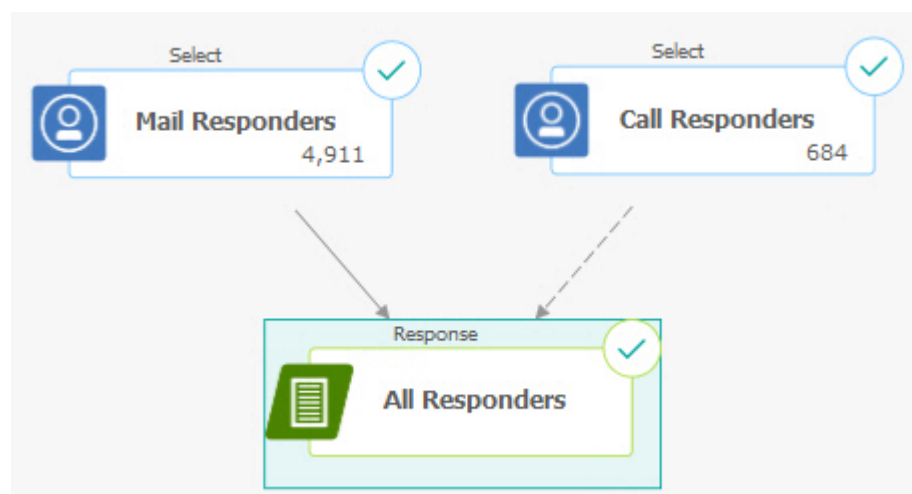 Select
Mail Responders
4,911
Select
Call Responders
684
Response
All Responders